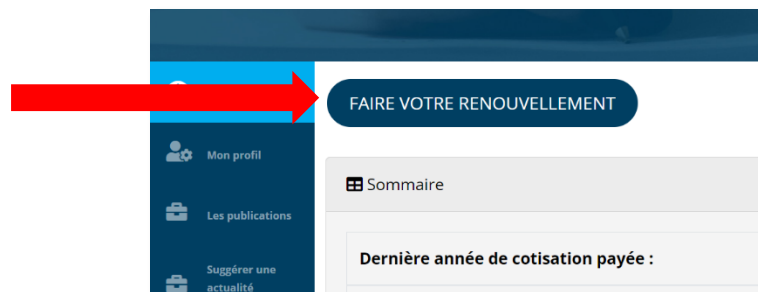 FAIRE VOTRE RENOUVELLEMENT
Mon profil
Sommaire
Les publications
Dernière année de cotisation payée :
Suggérer une
actualité